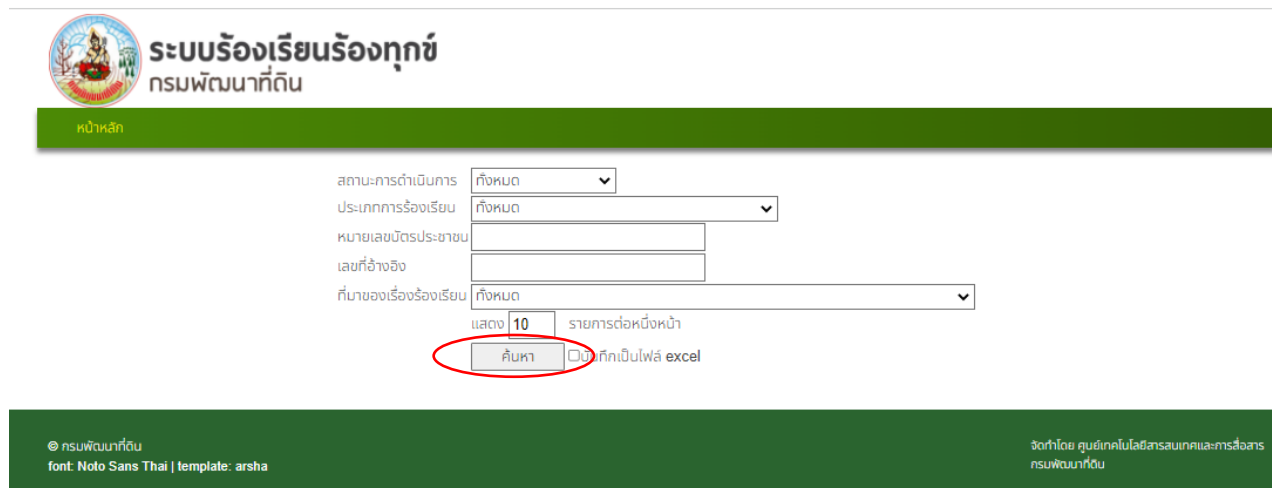 ระบบร้องเรียนร้องทุกข์
กรมพัฒนาที่ดิน
หน้าหลัก
สถานะการดำเนินการ ทั้งหมด
ประเภทการร้องเรียน ทั้งหมด
หมายเลขบัตรประชาชน
เลขที่อ้างอิง
ที่มาของเรื่องร้องเรียน ทั้งหมด
แสดง 10 รายการต่อหนึ่งหน้า
ค้นหา บันทึกเป็นไฟล์ excel
© กรมพัฒนาที่ดิน
font: Noto Sans Thai | template: arsha
จัดทำโดย ศูนย์เทคโนโลยีสารสนเทศและการสื่อสาร
กรมพัฒนาที่ดิน